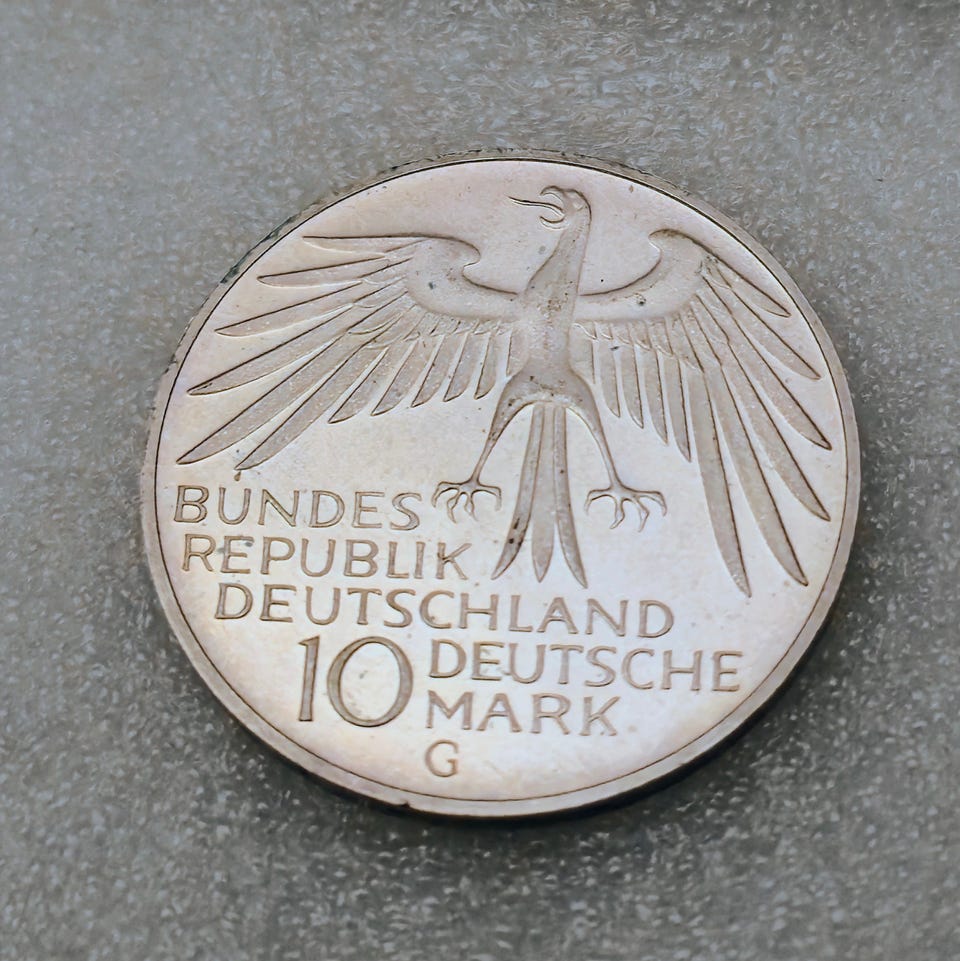 BUNDES
REPUBLIK
DEUTSCHLAND
10 DEUTSCHE
MARK
G